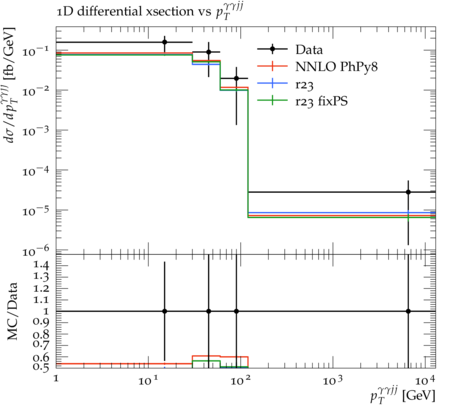 1D differential xsection vs p_T^{γγjj}
dσ/dp_T^{γγjj} [fb/GeV]
10^{-1}
10^{-2}
10^{-3}
10^{-4}
10^{-5}
10^{-6}
Data
NNLO PhPy8
r23
r23 fixPS
MC/Data
1.4
1.3
1.2
1.1
1
0.9
0.8
0.7
0.6
0.5
1 10^1 10^2 10^3 10^4
p_T^{γγjj} [GeV]